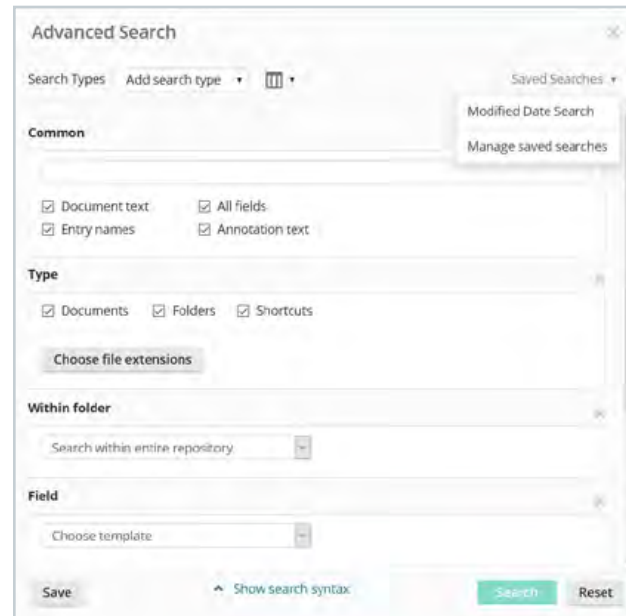 Advanced Search
Search Types Add search type Saved Searches
Modified Date Search
Manage saved searches
Common
Document text All fields
Entry names Annotation text
Type
Documents Folders Shortcuts
Choose file extensions
Within folder
Search within entire repository
Field
Choose template
Save Show search syntax Search Reset